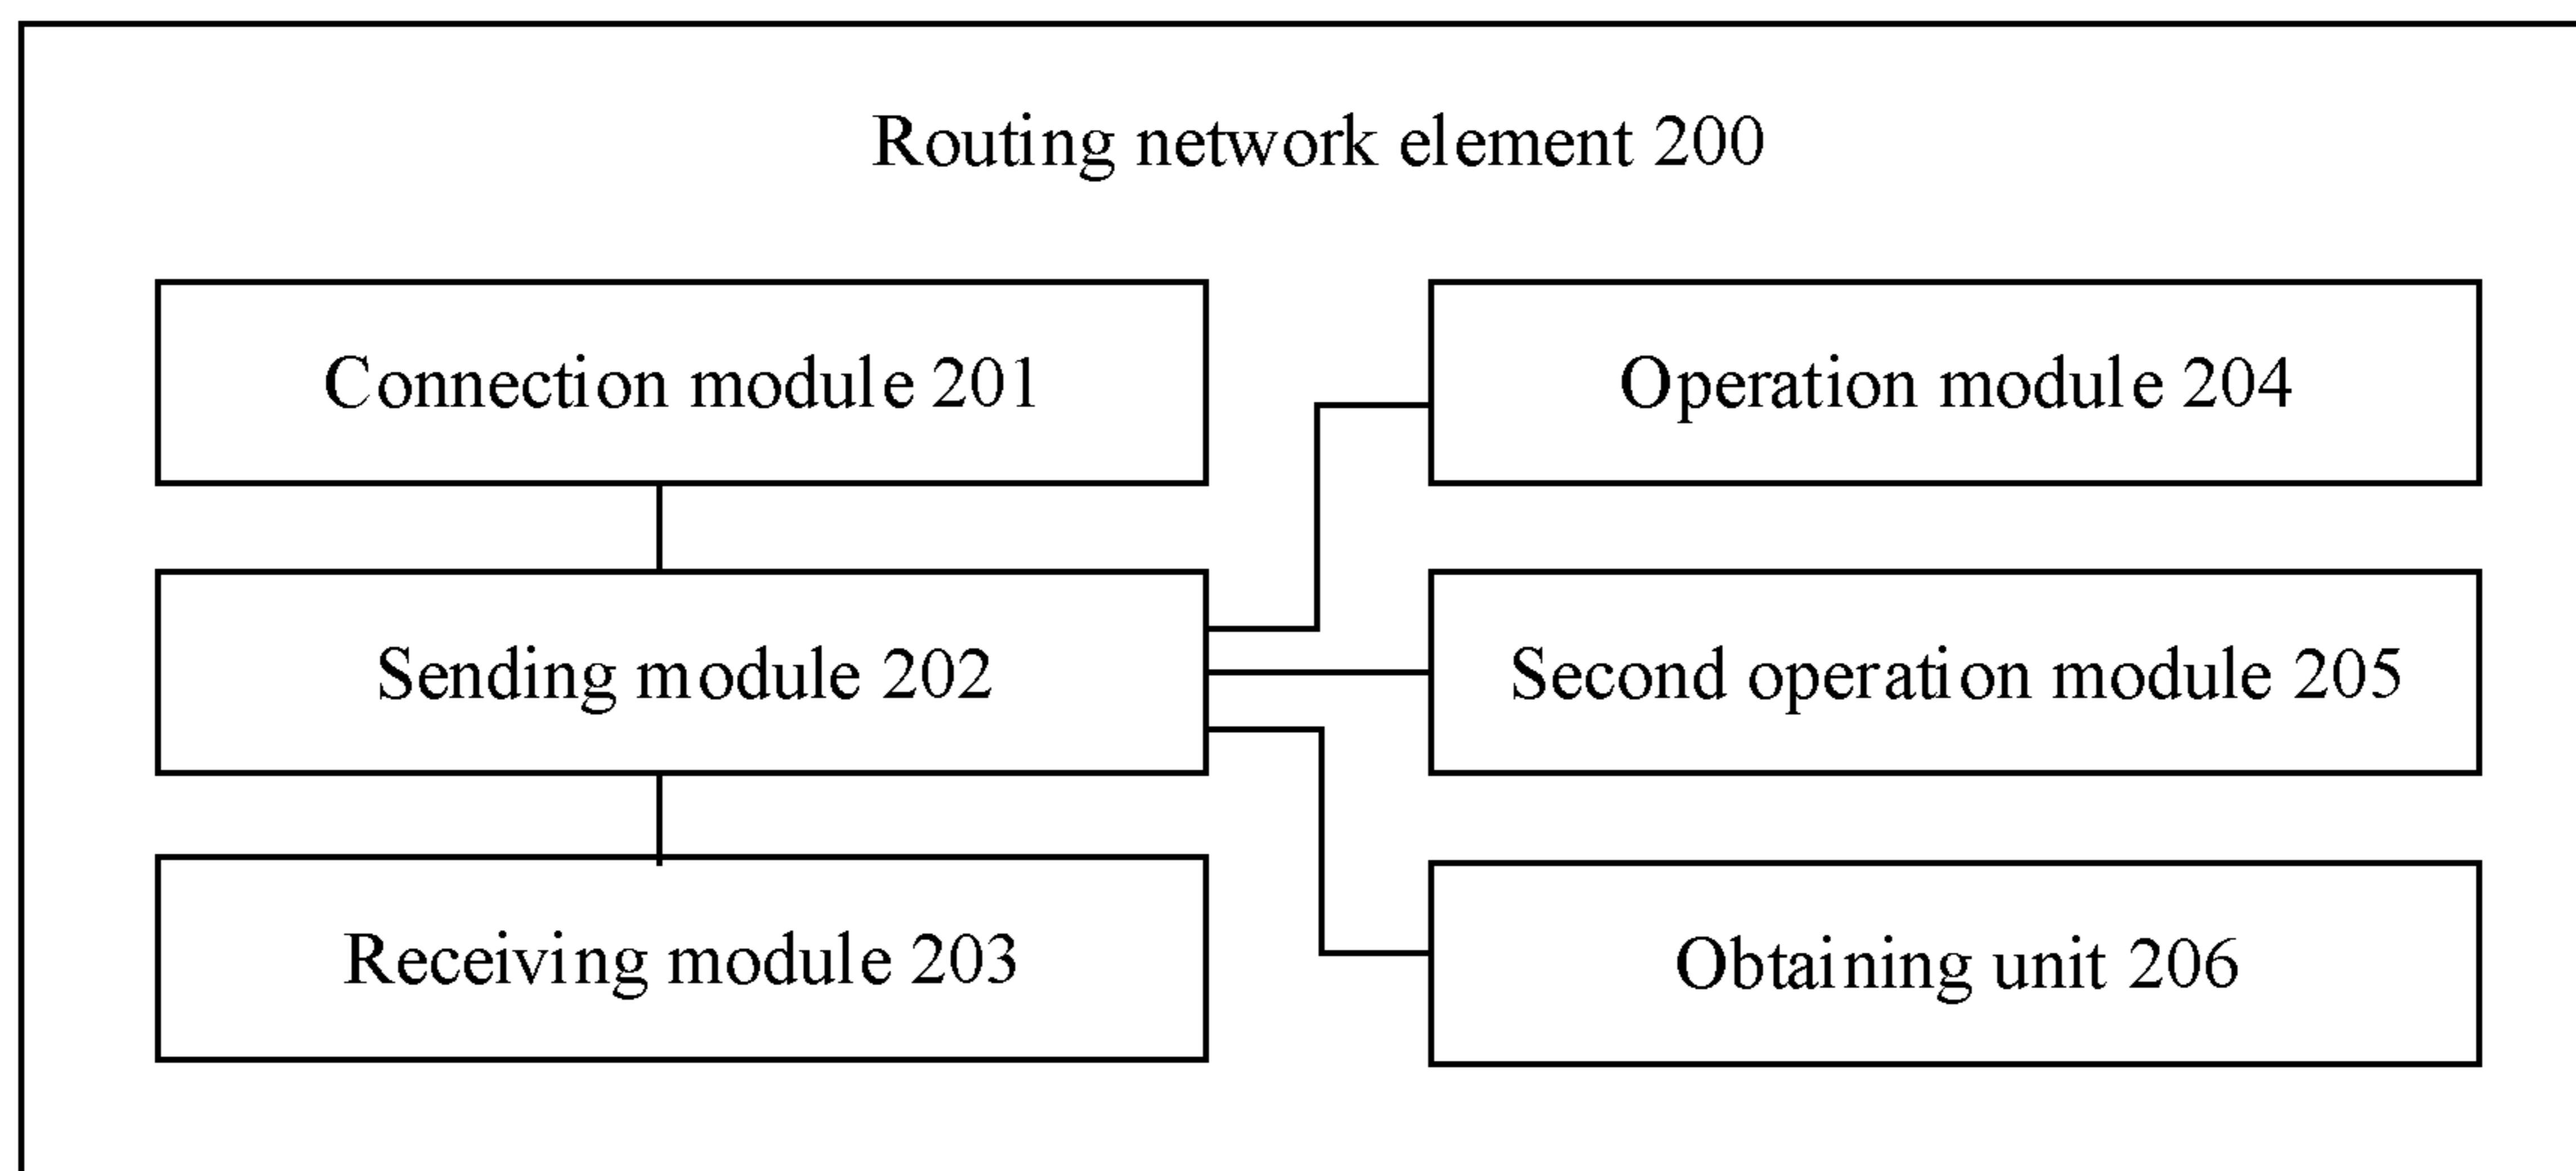 Routing network element 200
Connection module 201
Operation module 204
Sending module 202
Second operation module 205
Receiving module 203
Obtaining unit 206